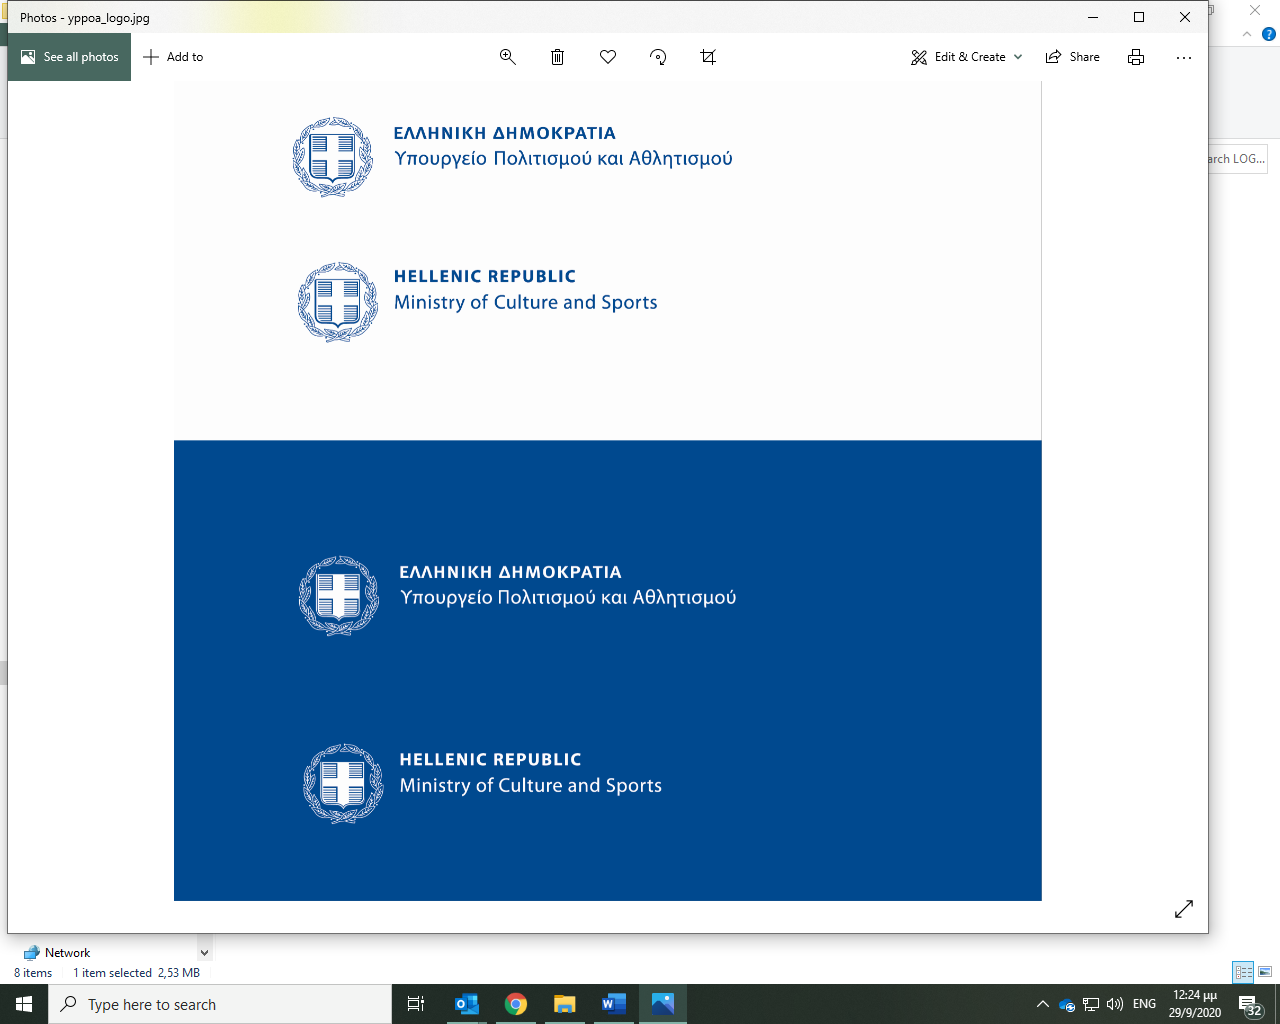 Photos - yppoa_logo.jpg
See all photos
Add to
Edit & Create
Share
arch LOG...
ΕΛΛΗΝΙΚΗ ΔΗΜΟΚΡΑΤΙΑ
Υπουργείο Πολιτισμού και Αθλητισμού
HELLENIC REPUBLIC
Ministry of Culture and Sports
ΕΛΛΗΝΙΚΗ ΔΗΜΟΚΡΑΤΙΑ
Υπουργείο Πολιτισμού και Αθλητισμού
HELLENIC REPUBLIC
Ministry of Culture and Sports
Network
8 items 1 item selected 2,53 MB
Type here to search
ENG
12:24 μμ
29/9/2020
32